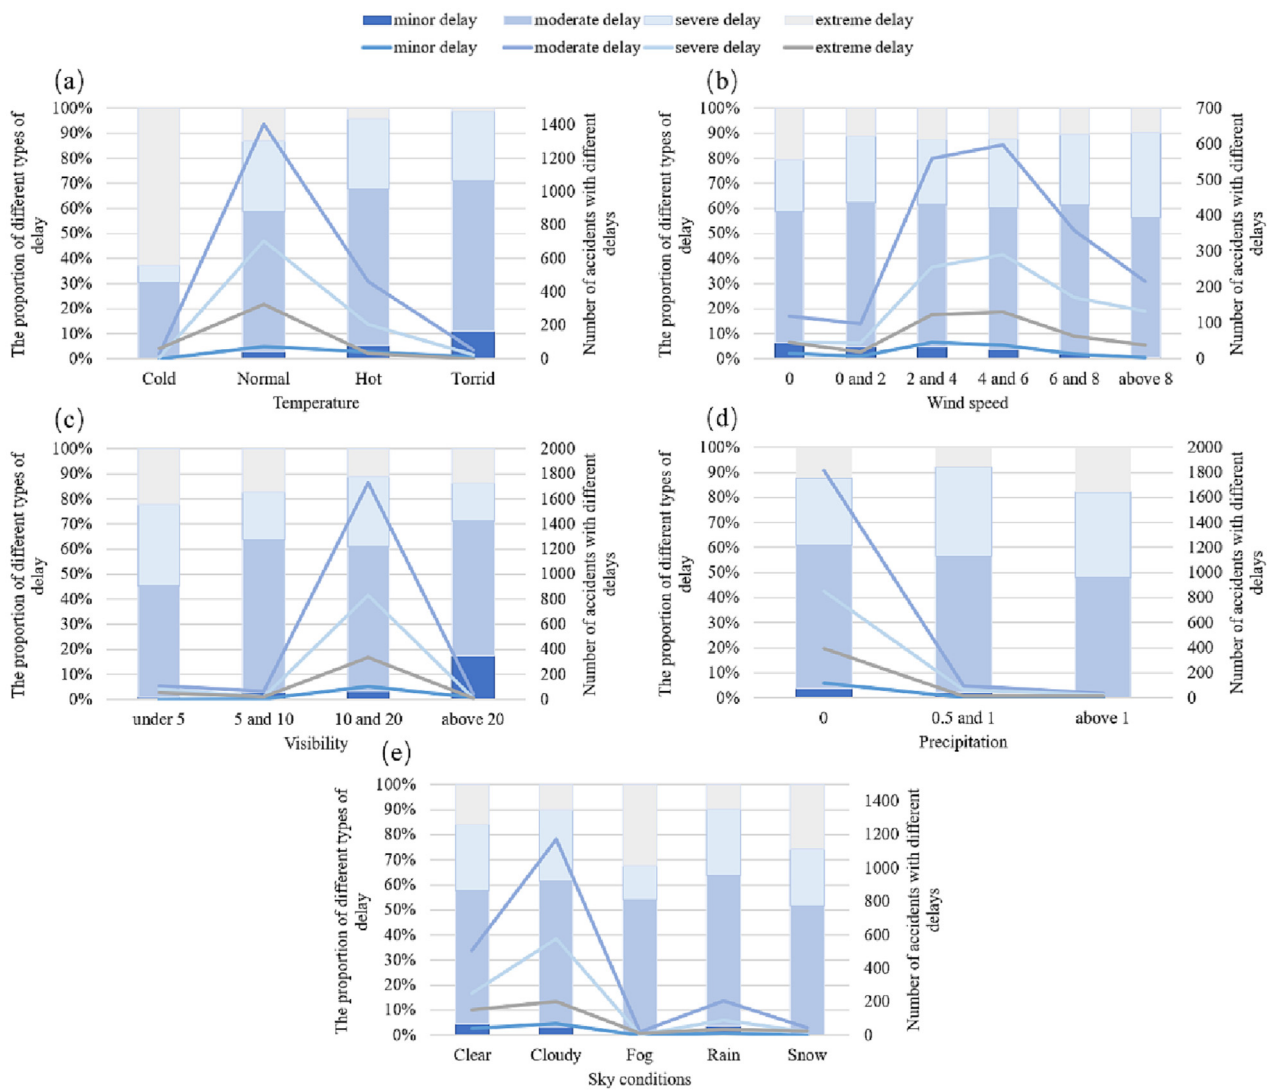 minor delay moderate delay severe delay extreme delay
minor delay moderate delay severe delay extreme delay
(a)
The proportion of different types of
delay
100%
90%
80%
70%
60%
50%
40%
30%
20%
10%
0%
1400
1200
1000
800
600
400
200
0
Number of accidents with different
delays
Cold Normal Hot Torrid
Temperature
(b)
The proportion of different types of
delay
100%
90%
80%
70%
60%
50%
40%
30%
20%
10%
0%
700
600
500
400
300
200
100
0
Number of accidents with different
delays
0 0 and 2 2 and 4 4 and 6 6 and 8 above 8
Wind speed
(c)
The proportion of different types of
delay
100%
90%
80%
70%
60%
50%
40%
30%
20%
10%
0%
2000
1800
1600
1400
1200
1000
800
600
400
200
0
Number of accidents with different
delays
under 5 5 and 10 10 and 20 above 20
Visibility
(d)
The proportion of different types of
delay
100%
90%
80%
70%
60%
50%
40%
30%
20%
10%
0%
2000
1800
1600
1400
1200
1000
800
600
400
200
0
Number of accidents with different
delays
0 0.5 and 1 above 1
Precipitation
(e)
The proportion of different types of
delay
100%
90%
80%
70%
60%
50%
40%
30%
20%
10%
0%
1400
1200
1000
800
600
400
200
0
Number of accidents with different
delays
Clear Cloudy Fog Rain Snow
Sky conditions